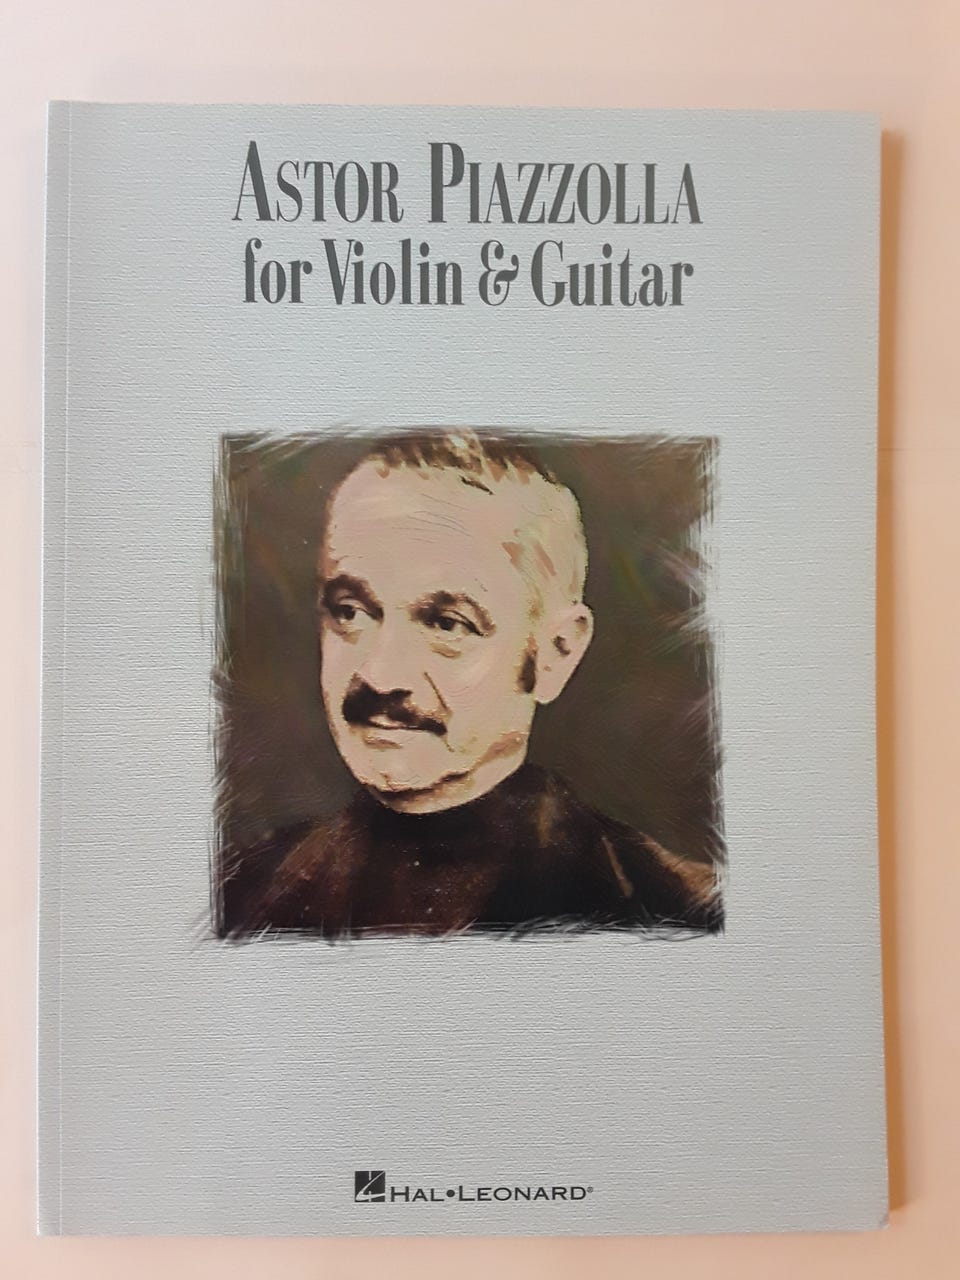 ASTOR PIAZZOLLA
for Violin & Guitar
HAL•LEONARD®